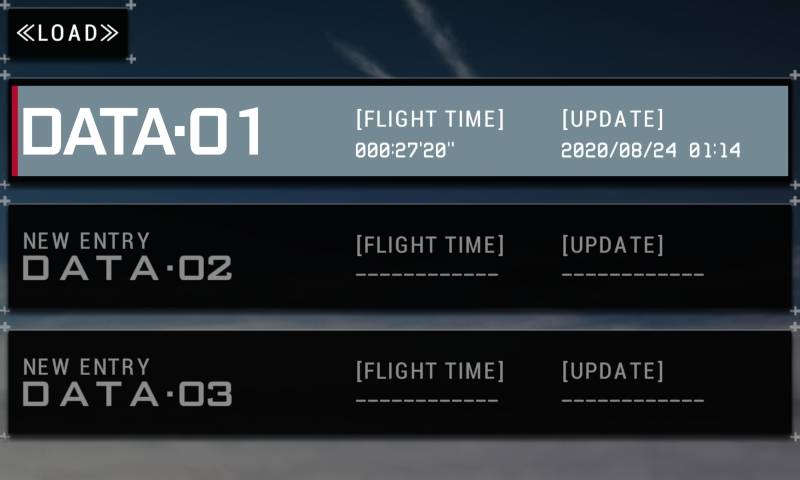 ≪LOAD≫
DATA·01
[FLIGHT TIME]
[UPDATE]
000:27'20"
2020/08/24 01:14
NEW ENTRY
DATA·02
[FLIGHT TIME]
[UPDATE]
------------
------------
NEW ENTRY
DATA·03
[FLIGHT TIME]
[UPDATE]
------------
------------